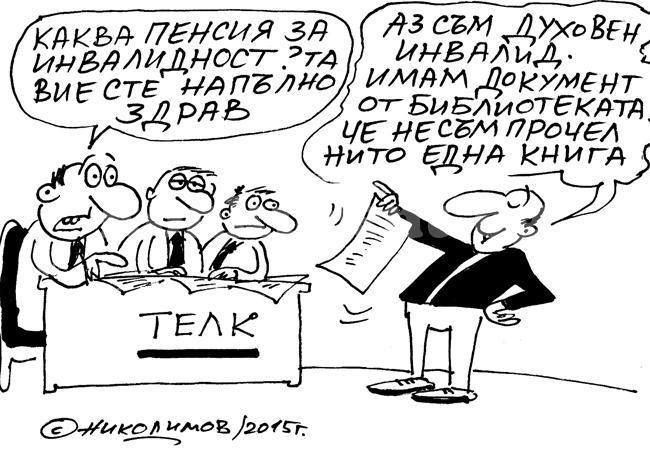 КАКВА ПЕНСИЯ ЗА
ИНВАЛИДНОСТ? ТА
ВИЕ СТЕ НАПЪЛНО
ЗДРАВ
АЗ СЪМ ДУХОВЕН
ИНВАЛИД.
ИМАМ ДОКУМЕНТ
ОТ БИБЛИОТЕКАТА,
ЧЕ НЕ СЪМ ПРОЧЕЛ
НИТО ЕДНА КНИГА
ТЕЛК
© НИКОЛИМОВ/2015г.